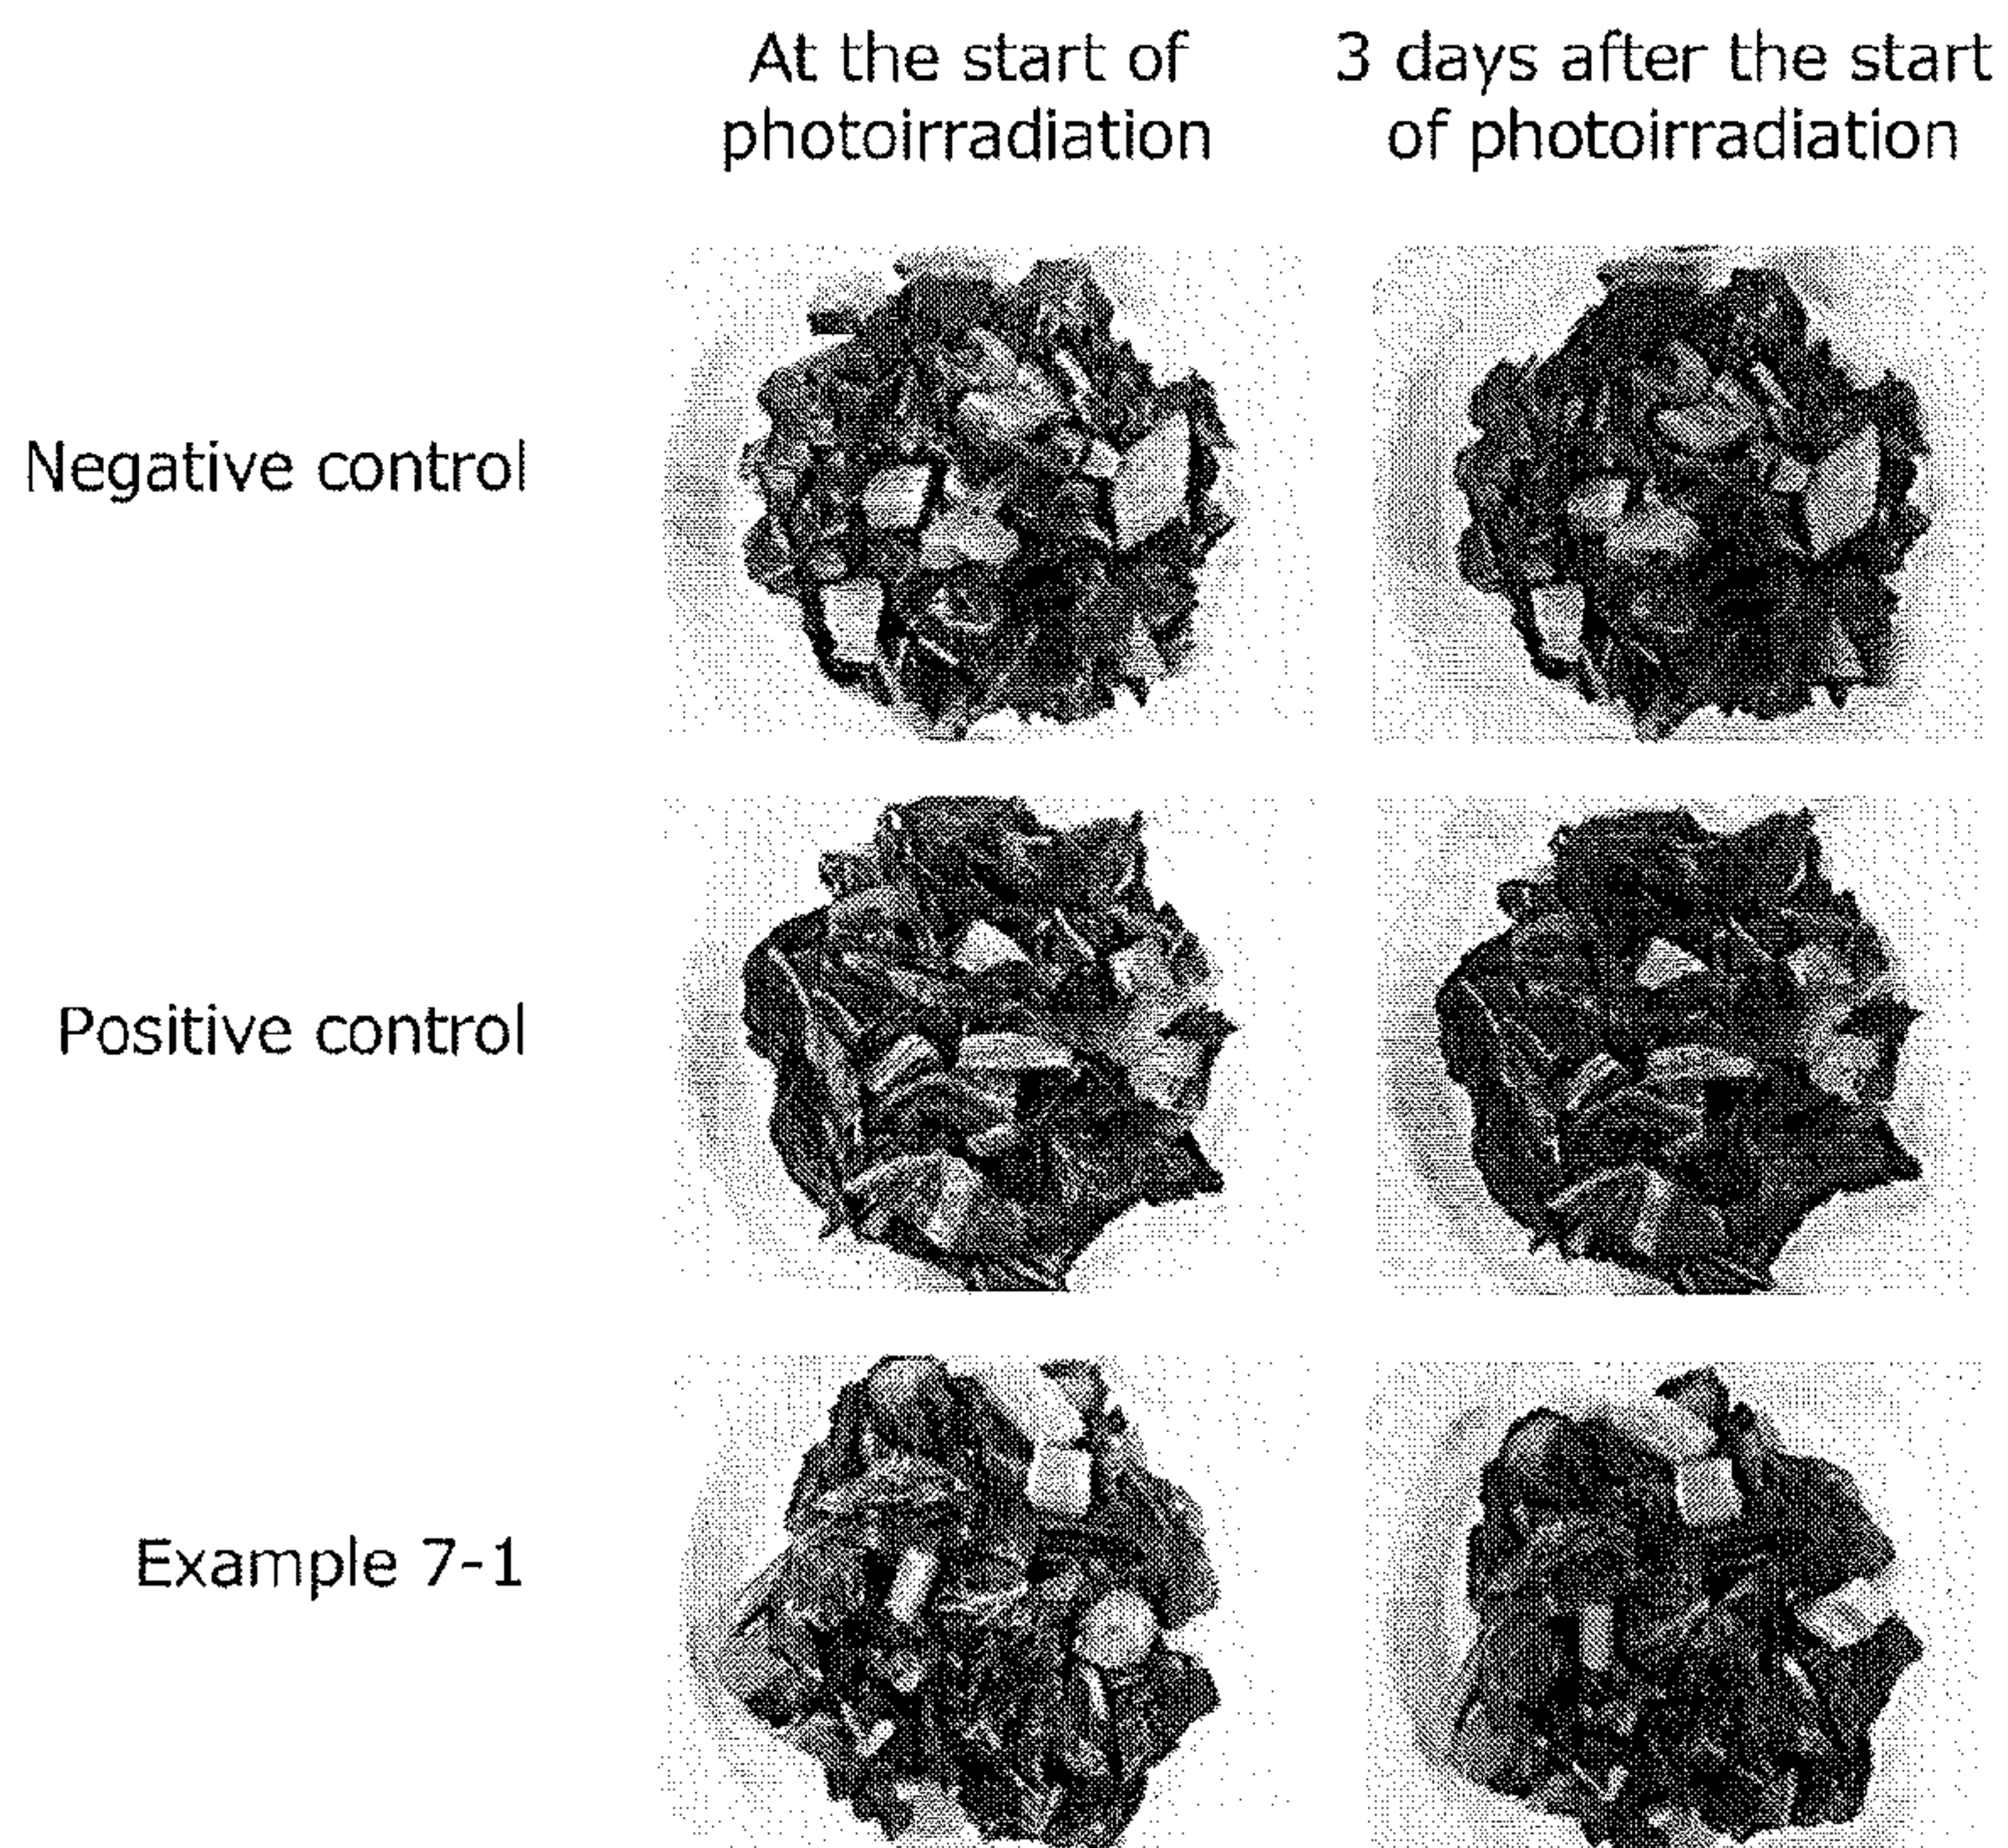 At the start of
photoirradiation
3 days after the start
of photoirradiation
Negative control
Positive control
Example 7-1